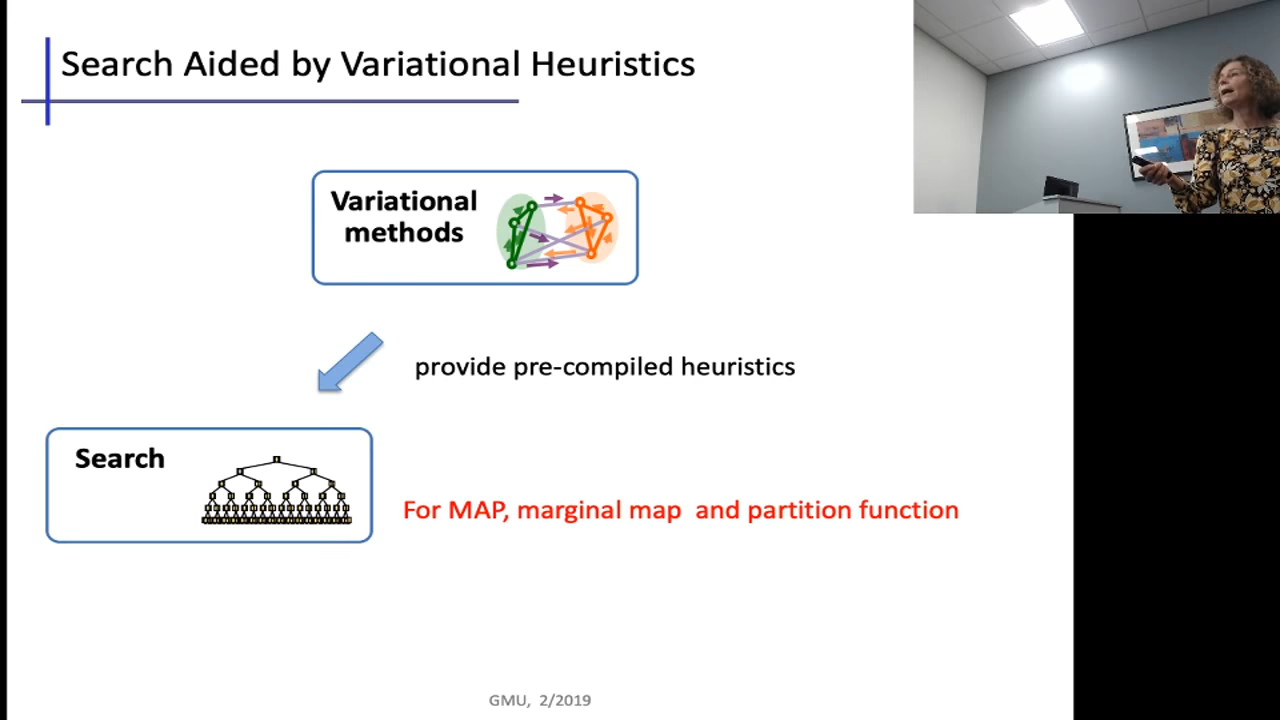 Search Aided by Variational Heuristics
Variational
methods
provide pre-compiled heuristics
Search
For MAP, marginal map and partition function
GMU, 2/2019